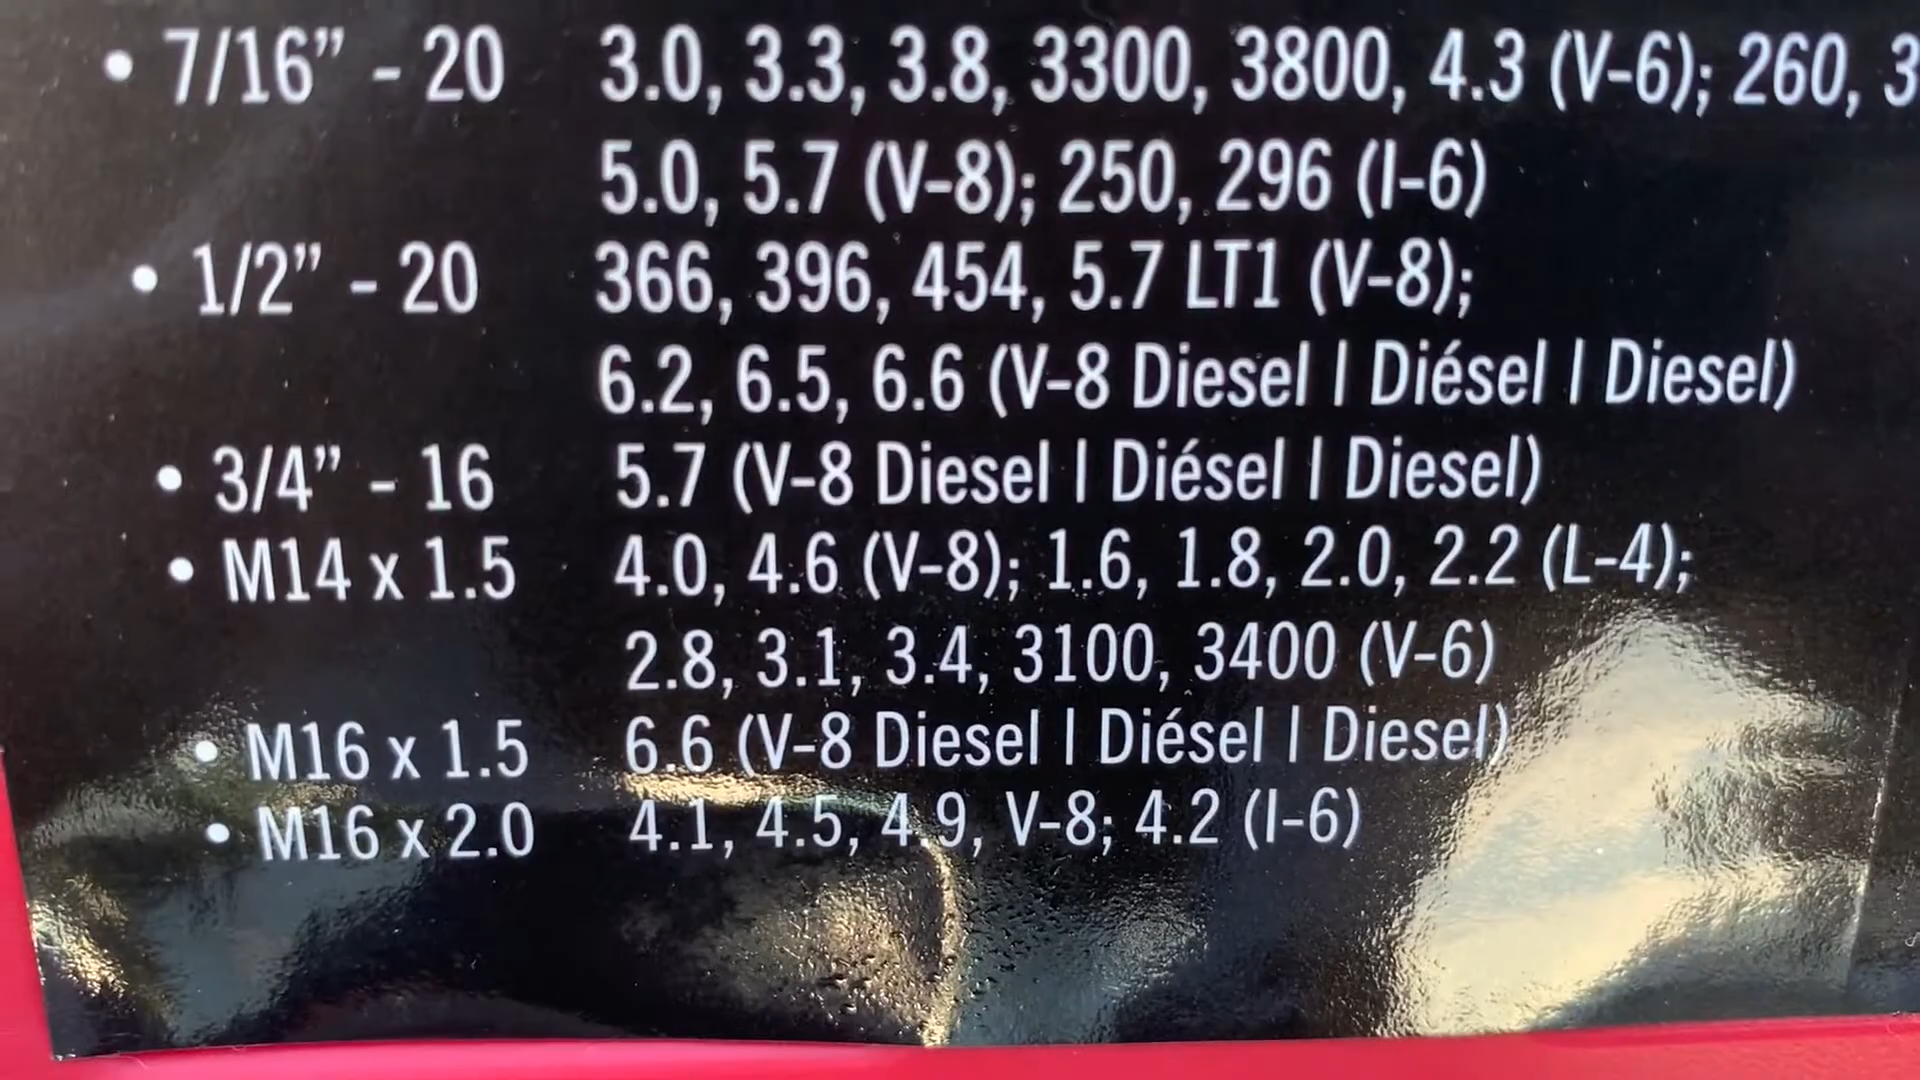 • 7/16” - 20 3.0, 3.3, 3.8, 3300, 3800, 4.3 (V-6); 260,
5.0, 5.7 (V-8); 250, 296 (I-6)
• 1/2” - 20 366, 396, 454, 5.7 LT1 (V-8);
6.2, 6.5, 6.6 (V-8 Diesel | Diésel | Diesel)
• 3/4” - 16 5.7 (V-8 Diesel | Diésel | Diesel)
• M14 x 1.5 4.0, 4.6 (V-8); 1.6, 1.8, 2.0, 2.2 (L-4);
2.8, 3.1, 3.4, 3100, 3400 (V-6)
• M16 x 1.5 6.6 (V-8 Diesel | Diésel | Diesel)
• M16 x 2.0 4.1, 4.5, 4.9, V-8; 4.2 (I-6)